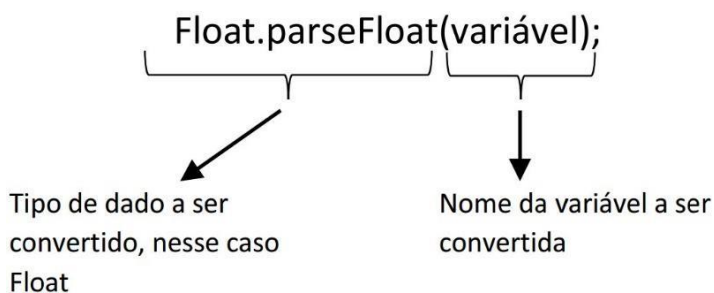 Float.parseFloat(variável);
Tipo de dado a ser
convertido, nesse caso
Float
Nome da variável a ser
convertida